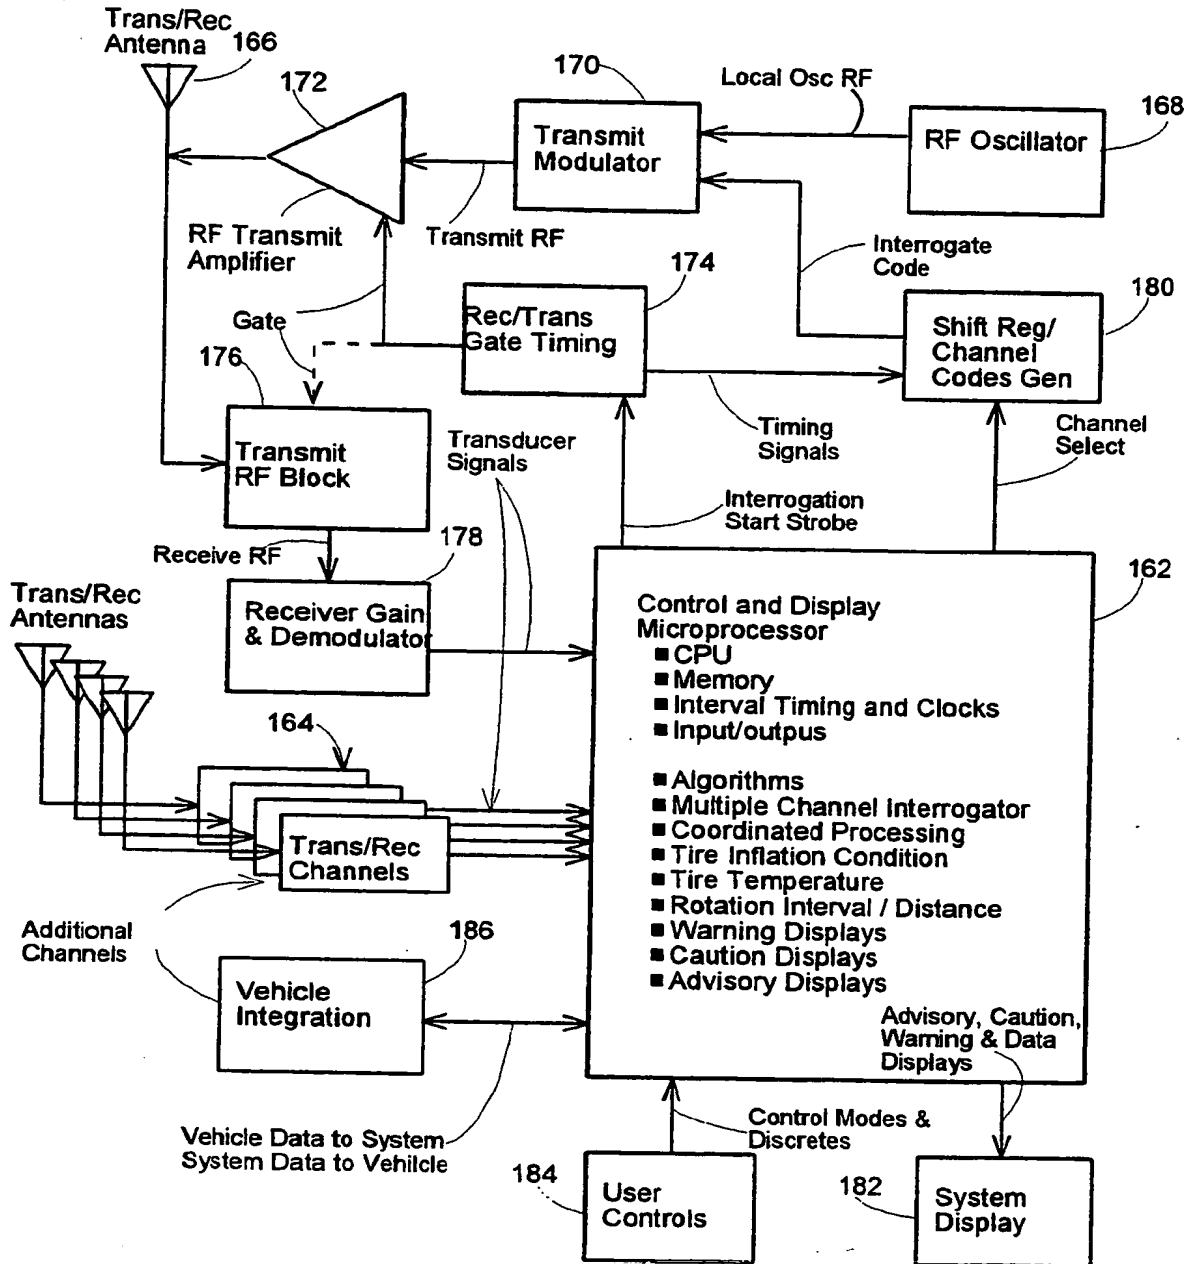 Trans/Rec
Antenna
166
172
170
Local Osc RF
168
Transmit
Modulator
RF Oscillator
RF Transmit
Amplifier
Transmit RF
174
Interrogate
Code
180
Gate
Rec/Trans
Gate Timing
Shift Reg/
Channel
Codes Gen
176
Transmit
RF Block
Transducer
Signals
Timing
Signals
Channel
Select
Interrogation
Start Strobe
Receive RF
178
162
Trans/Rec
Antennas
Receiver Gain
& Demodulator
Control and Display
Microprocessor
■ CPU
■ Memory
■ Interval Timing and Clocks
■ Input/outpus
■ Algorithms
■ Multiple Channel Interrogator
■ Coordinated Processing
■ Tire Inflation Condition
■ Tire Temperature
■ Rotation Interval / Distance
■ Warning Displays
■ Caution Displays
■ Advisory Displays
164
Trans/Rec
Channels
Additional
Channels
186
Vehicle
Integration
Advisory, Caution,
Warning & Data
Displays
Vehicle Data to System
System Data to Vehilcle
Control Modes &
Discretes
184
User
Controls
182
System
Display